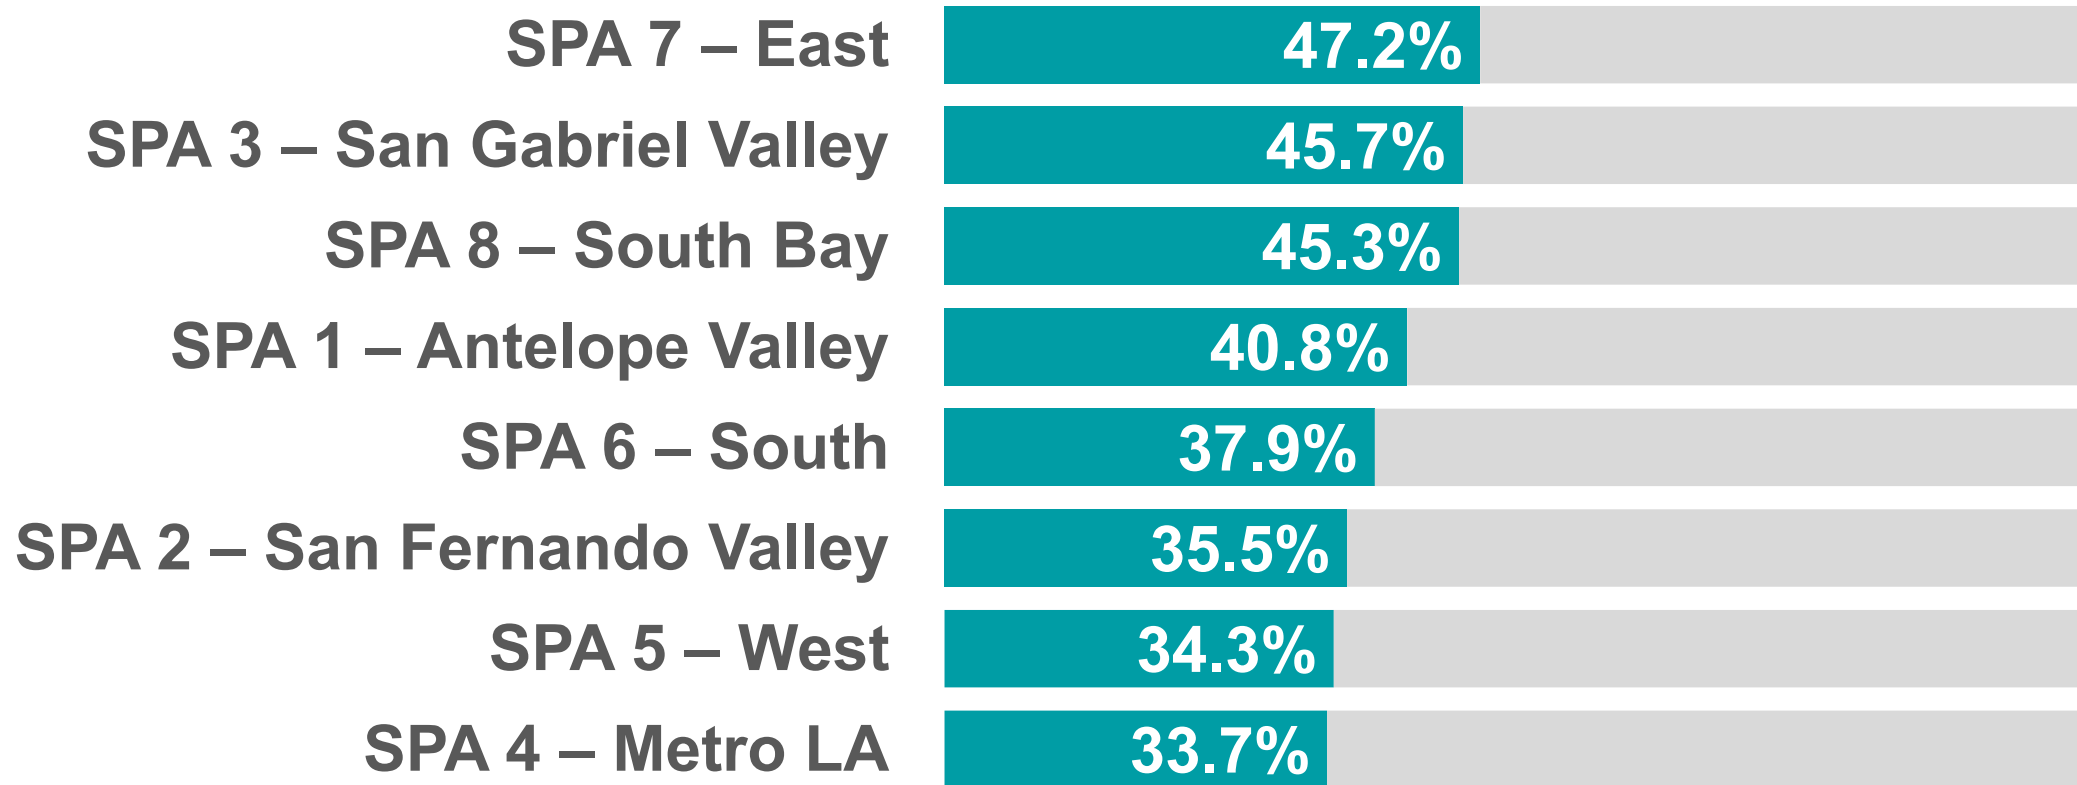 SPA 7 – East 47.2%
SPA 3 – San Gabriel Valley 45.7%
SPA 8 – South Bay 45.3%
SPA 1 – Antelope Valley 40.8%
SPA 6 – South 37.9%
SPA 2 – San Fernando Valley 35.5%
SPA 5 – West 34.3%
SPA 4 – Metro LA 33.7%